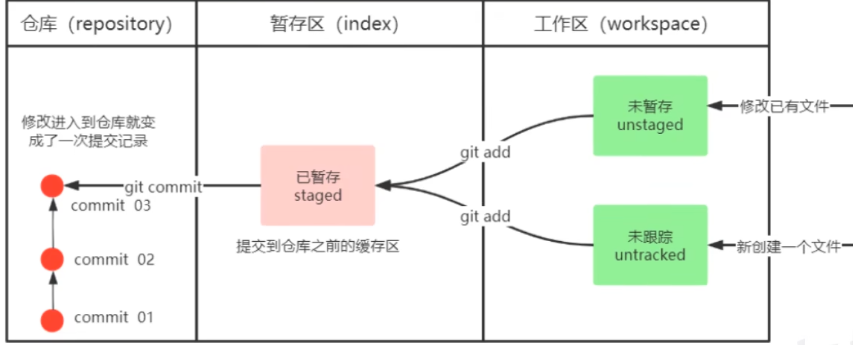 仓库（repository）
暂存区（index）
工作区（workspace）
修改进入到仓库就变
成了一次提交记录
git commit
commit 03
commit 02
commit 01
已暂存
staged
提交到仓库之前的缓存区
git add
git add
未暂存
unstaged
修改已有文件
未跟踪
untracked
新创建一个文件